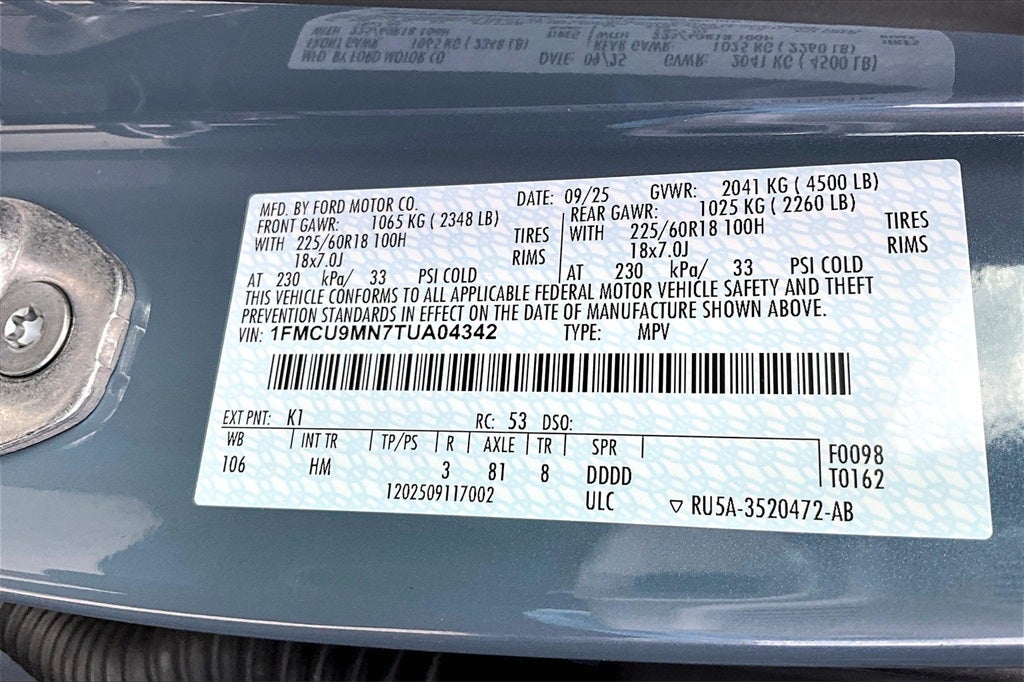 MFD. BY FORD MOTOR CO. DATE: 09/25 GVWR: 2041 KG ( 4500 LB)
FRONT GAWR: 1065 KG ( 2348 LB) REAR GAWR: 1025 KG ( 2260 LB)
WITH 225/60R18 100H TIRES WITH 225/60R18 100H TIRES
18x7.0J RIMS 18x7.0J RIMS
AT 230 kPa/ 33 PSI COLD AT 230 kPa/ 33 PSI COLD
THIS VEHICLE CONFORMS TO ALL APPLICABLE FEDERAL MOTOR VEHICLE SAFETY AND THEFT
PREVENTION STANDARDS IN EFFECT ON THE DATE OF MANUFACTURE SHOWN ABOVE.
VIN: 1FMCU9MN7TUA04342 TYPE: MPV
EXT PNT: K1 RC: 53 DSO:
WB INT TR TP/PS R AXLE TR SPR F0098
106 HM 3 81 8 DDDD T0162
1202509117002 ULC ▽ RU5A-3520472-AB